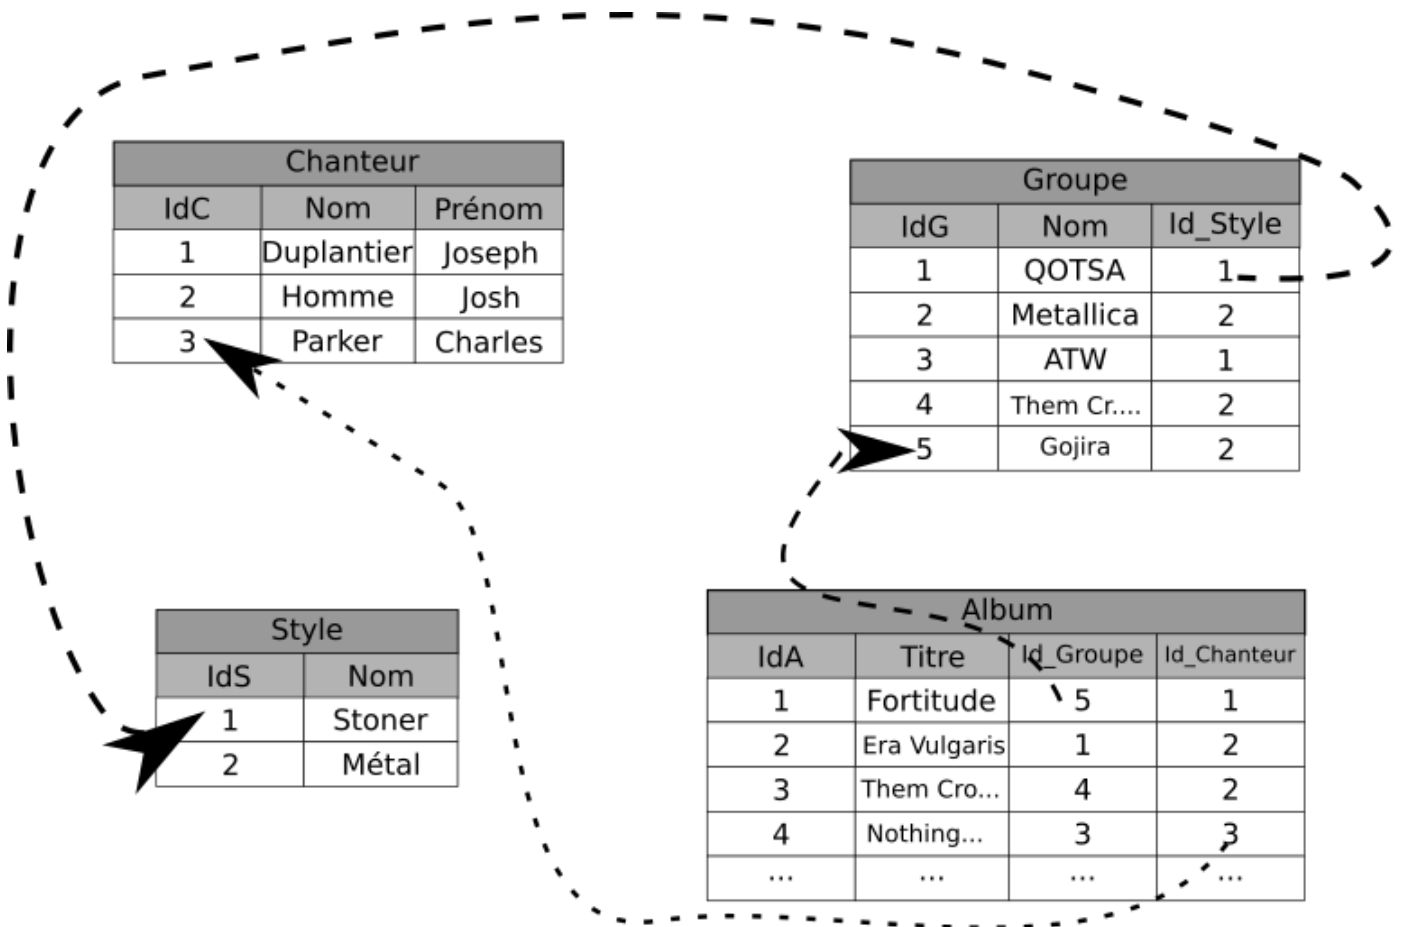 Chanteur
IdC Nom Prénom
1 Duplantier Joseph
2 Homme Josh
3 Parker Charles
Groupe
IdG Nom Id_Style
1 QOTSA 1
2 Metallica 2
3 ATW 1
4 Them Cr.... 2
5 Gojira 2
Style
IdS Nom
1 Stoner
2 Métal
Album
IdA Titre Id_Groupe Id_Chanteur
1 Fortitude 5 1
2 Era Vulgaris 1 2
3 Them Cro... 4 2
4 Nothing... 3 3
... ... ... ...